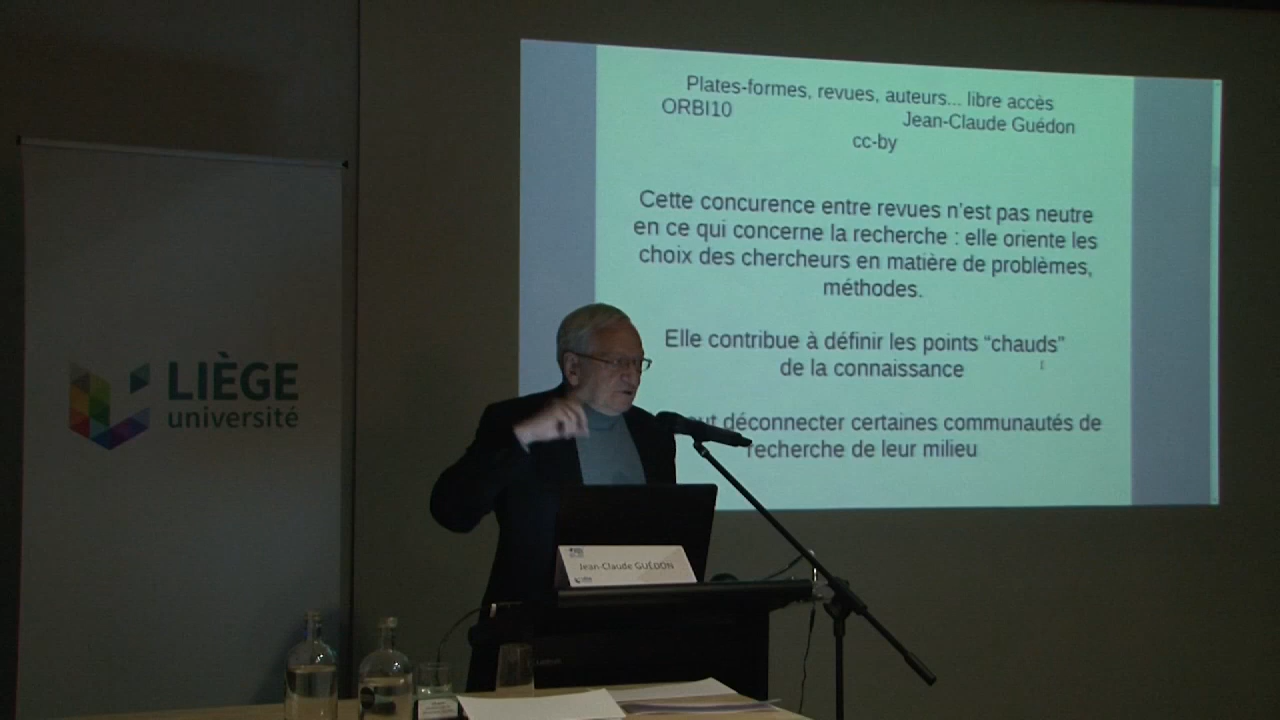 LIÈGE
université
Plates-formes, revues, auteurs... libre accès
ORBI10 Jean-Claude Guédon
cc-by
Cette concurence entre revues n'est pas neutre
en ce qui concerne la recherche : elle oriente les
choix des chercheurs en matière de problèmes,
méthodes.
Elle contribue à définir les points “chauds”
de la connaissance
déconnecter certaines communautés de
recherche de leur milieu
Jean-Claude GUÉDON